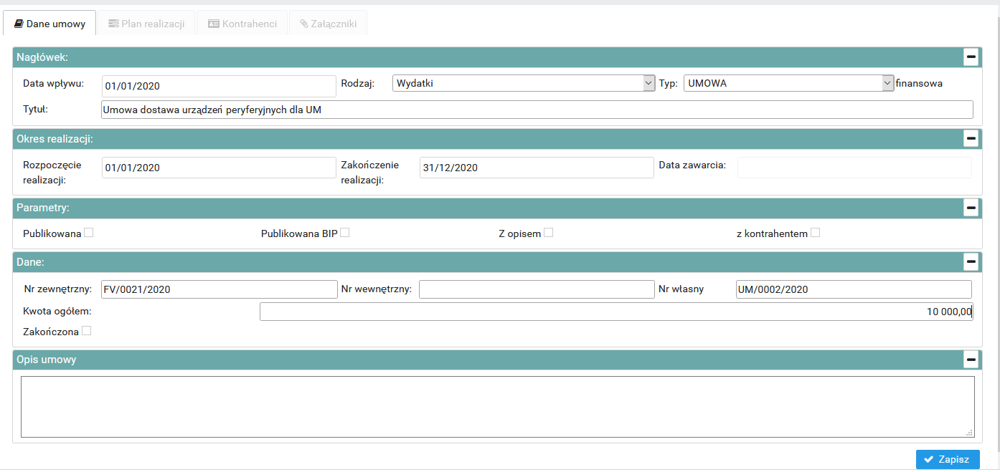 Dane umowy Plan realizacji Kontrahenci Załączniki
Nagłówek:
Data wpływu: 01/01/2020 Rodzaj: Wydatki Typ: UMOWA finansowa
Tytuł: Umowa dostawa urządzeń peryferyjnych dla UM
Okres realizacji:
Rozpoczęcie realizacji: 01/01/2020 Zakończenie realizacji: 31/12/2020 Data zawarcia:
Parametry:
Publikowana Publikowana BIP Z opisem z kontrahentem
Dane:
Nr zewnętrzny: FV/0021/2020 Nr wewnętrzny: Nr własny UM/0002/2020
Kwota ogółem: 10 000,00
Zakończona
Opis umowy
Zapisz